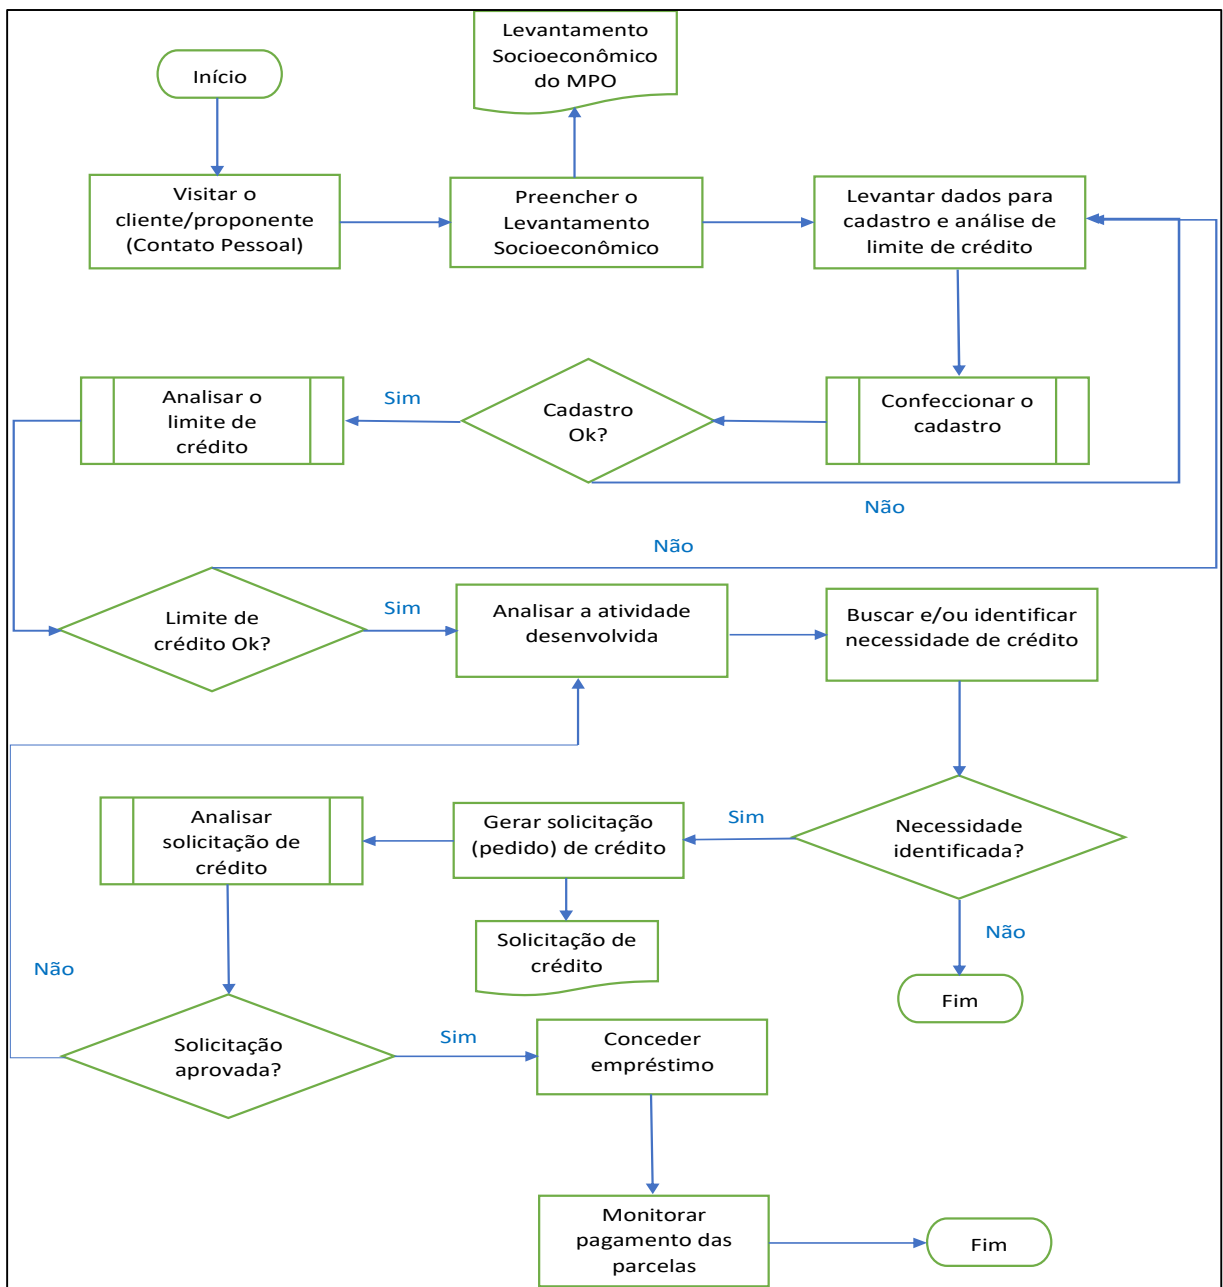 Início
Levantamento
Socioeconômico
do MPO
Visitar o
cliente/proponente
(Contato Pessoal)
Preencher o
Levantamento
Socioeconômico
Levantar dados para
cadastro e análise de
limite de crédito
Confeccionar o
cadastro
Cadastro
Ok?
Sim
Não
Analisar o
limite de
crédito
Limite de
crédito Ok?
Não
Sim
Analisar a atividade
desenvolvida
Buscar e/ou identificar
necessidade de crédito
Necessidade
identificada?
Não
Fim
Sim
Gerar solicitação
(pedido) de crédito
Solicitação de
crédito
Analisar
solicitação de
crédito
Solicitação
aprovada?
Não
Sim
Conceder
empréstimo
Monitorar
pagamento das
parcelas
Fim